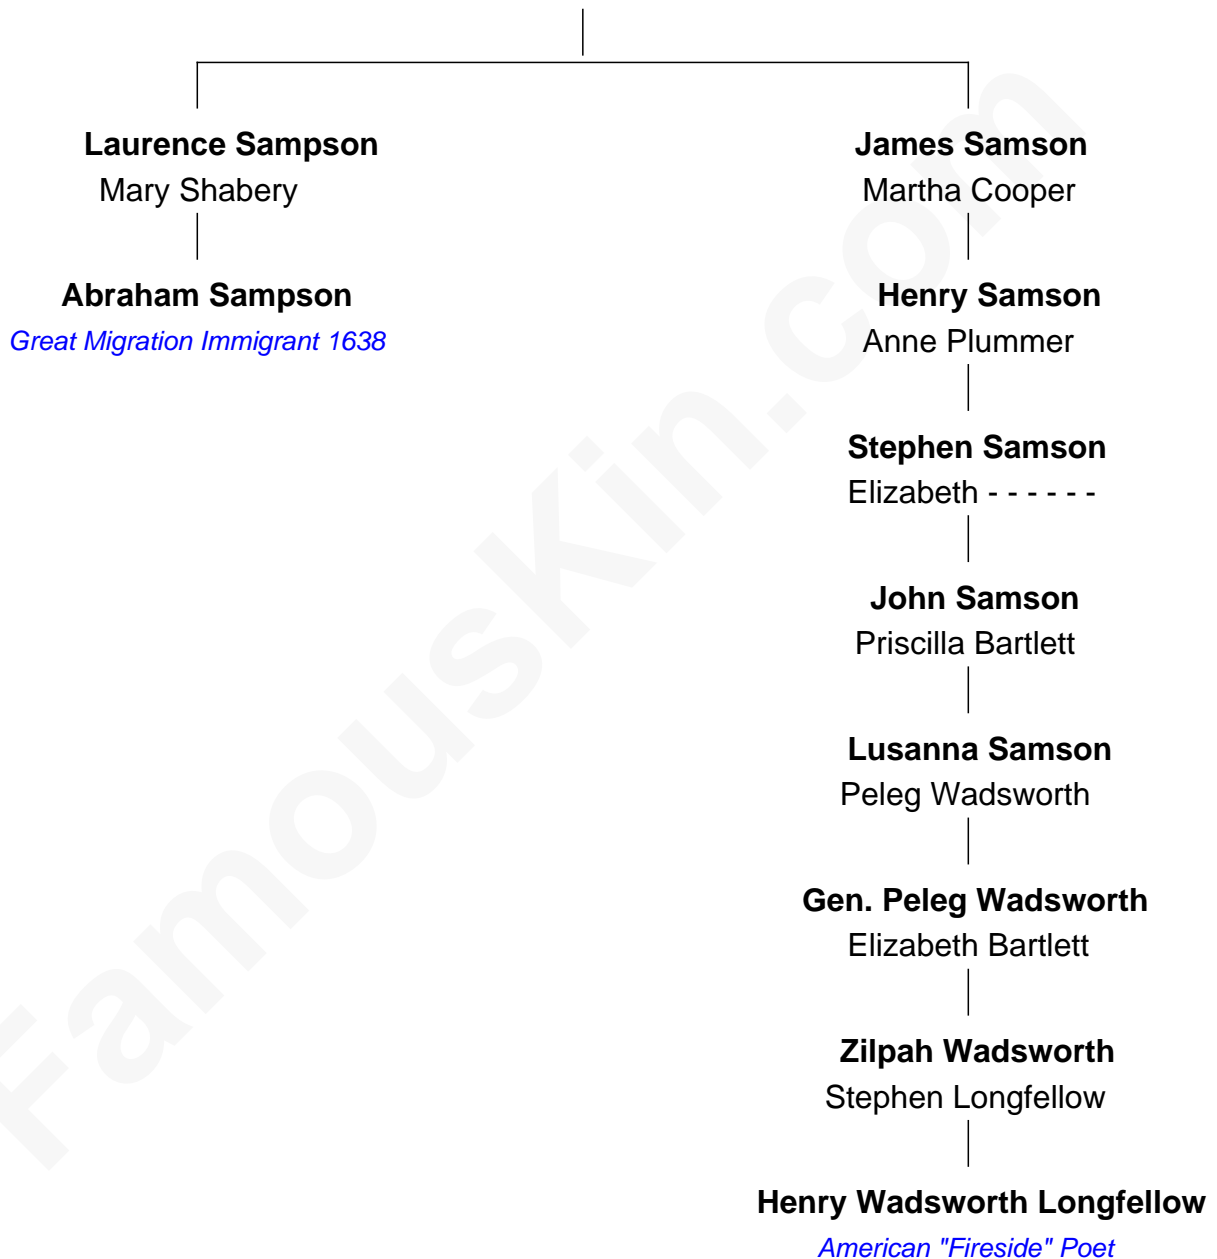 Laurence Sampson
Mary Shabery
James Samson
Martha Cooper
Abraham Sampson
Great Migration Immigrant 1638
Henry Samson
Anne Plummer
Stephen Samson
Elizabeth - - - - - -
John Samson
Priscilla Bartlett
Lusanna Samson
Peleg Wadsworth
Gen. Peleg Wadsworth
Elizabeth Bartlett
Zilpah Wadsworth
Stephen Longfellow
Henry Wadsworth Longfellow
American "Fireside" Poet
FamousKin.com